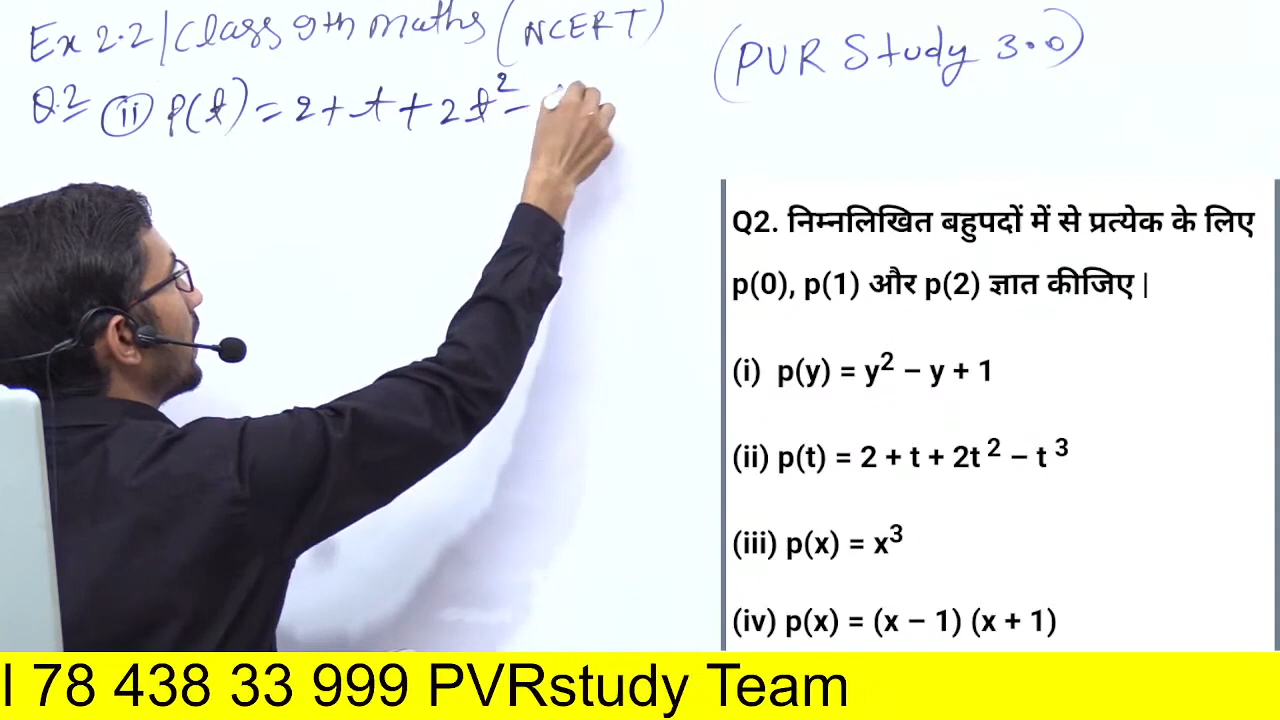 Ex 2.2 | Class 9th Maths (NCERT)
(PVR Study 3.0)
Q.2 (ii) P(t) = 2 + t + 2t² -
Q2. निम्नलिखित बहुपदों में से प्रत्येक के लिए
p(0), p(1) और p(2) ज्ञात कीजिए |
(i) p(y) = y² – y + 1
(ii) p(t) = 2 + t + 2t² – t³
(iii) p(x) = x³
(iv) p(x) = (x – 1) (x + 1)
l 78 438 33 999 PVRstudy Team